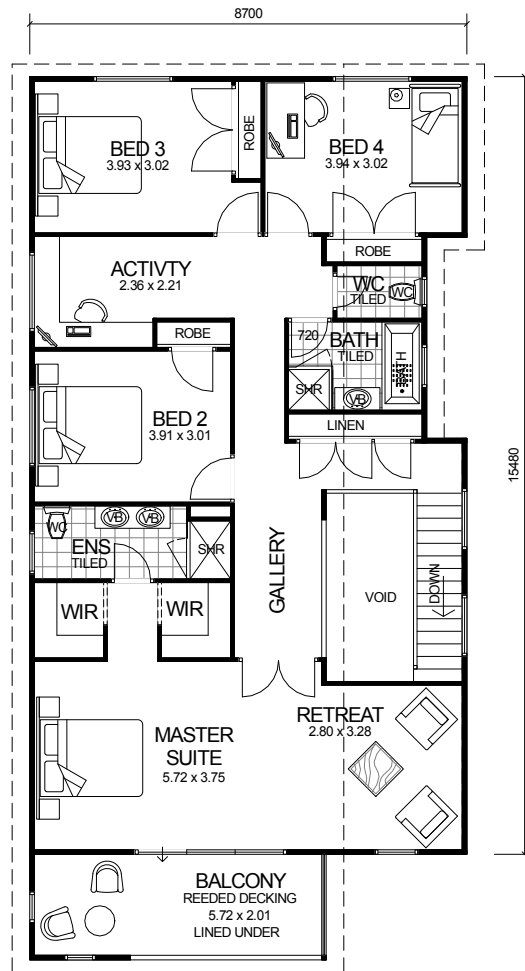 8700
BED 3
3.93 x 3.02
ROBE
BED 4
3.94 x 3.02
ROBE
ACTIVTY
2.36 x 2.21
WC
TILED
WC
ROBE
720
BATH
TILED
BATH
SHR
VB
LINEN
BED 2
3.91 x 3.01
15480
WC
VB
VB
ENS
TILED
SHR
GALLERY
VOID
DOWN
WIR
WIR
RETREAT
2.80 x 3.28
MASTER
SUITE
5.72 x 3.75
BALCONY
REEDED DECKING
5.72 x 2.01
LINED UNDER